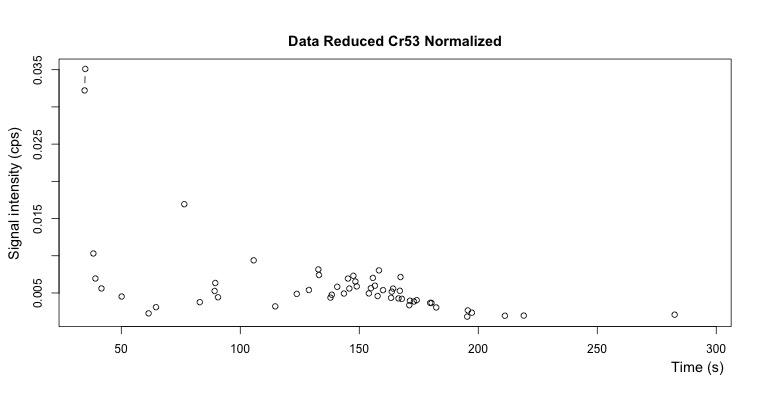 Data Reduced Cr53 Normalized
Signal intensity (cps)
0.035
0.025
0.015
0.005
50 100 150 200 250 300
Time (s)